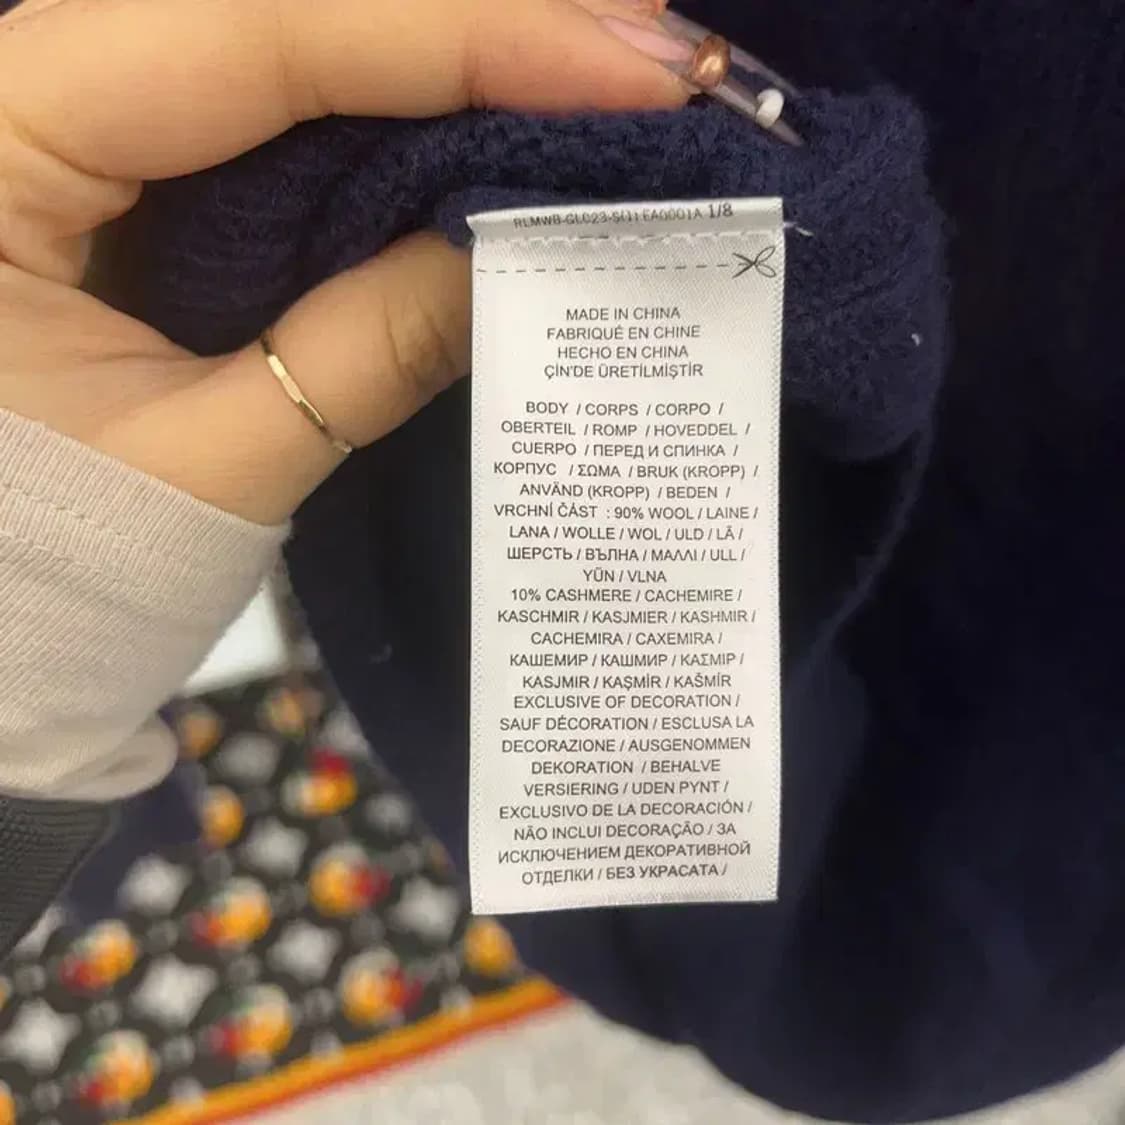 RLMWB-GLC23-S(1) EA0001A 1/8
MADE IN CHINA
FABRIQUÉ EN CHINE
HECHO EN CHINA
ÇİN'DE ÜRETİLMİŞTİR
BODY / CORPS / CORPO /
OBERTEIL / ROMP / HOVEDDEL /
CUERPO / ПЕРЕД И СПИНКА /
КОРПУС / ΣΩΜΑ / BRUK (KROPP) /
ANVÄND (KROPP) / BEDEN /
VRCHNÍ ČÁST : 90% WOOL / LAINE /
LANA / WOLLE / WOL / ULD / LÃ /
ШЕРСТЬ / ВЪЛНА / ΜΑΛΛΙ / ULL /
YŪN / VLNA
10% CASHMERE / CACHEMIRE /
KASCHMIR / KASJMIER / KASHMIR /
CACHEMIRA / CAXEMIRA /
КАШЕМИР / КАШМИР / ΚΑΣΜΙΡ /
KASJMIR / KAŞMİR / KAŠMÍR
EXCLUSIVE OF DECORATION /
SAUF DÉCORATION / ESCLUSA LA
DECORAZIONE / AUSGENOMMEN
DEKORATION / BEHALVE
VERSIERING / UDEN PYNT /
EXCLUSIVO DE LA DECORACIÓN /
NÃO INCLUI DECORAÇÃO / ЗА
ИСКЛЮЧЕНИЕМ ДЕКОРАТИВНОЙ
ОТДЕЛКИ / БЕЗ УКРАСАТА /